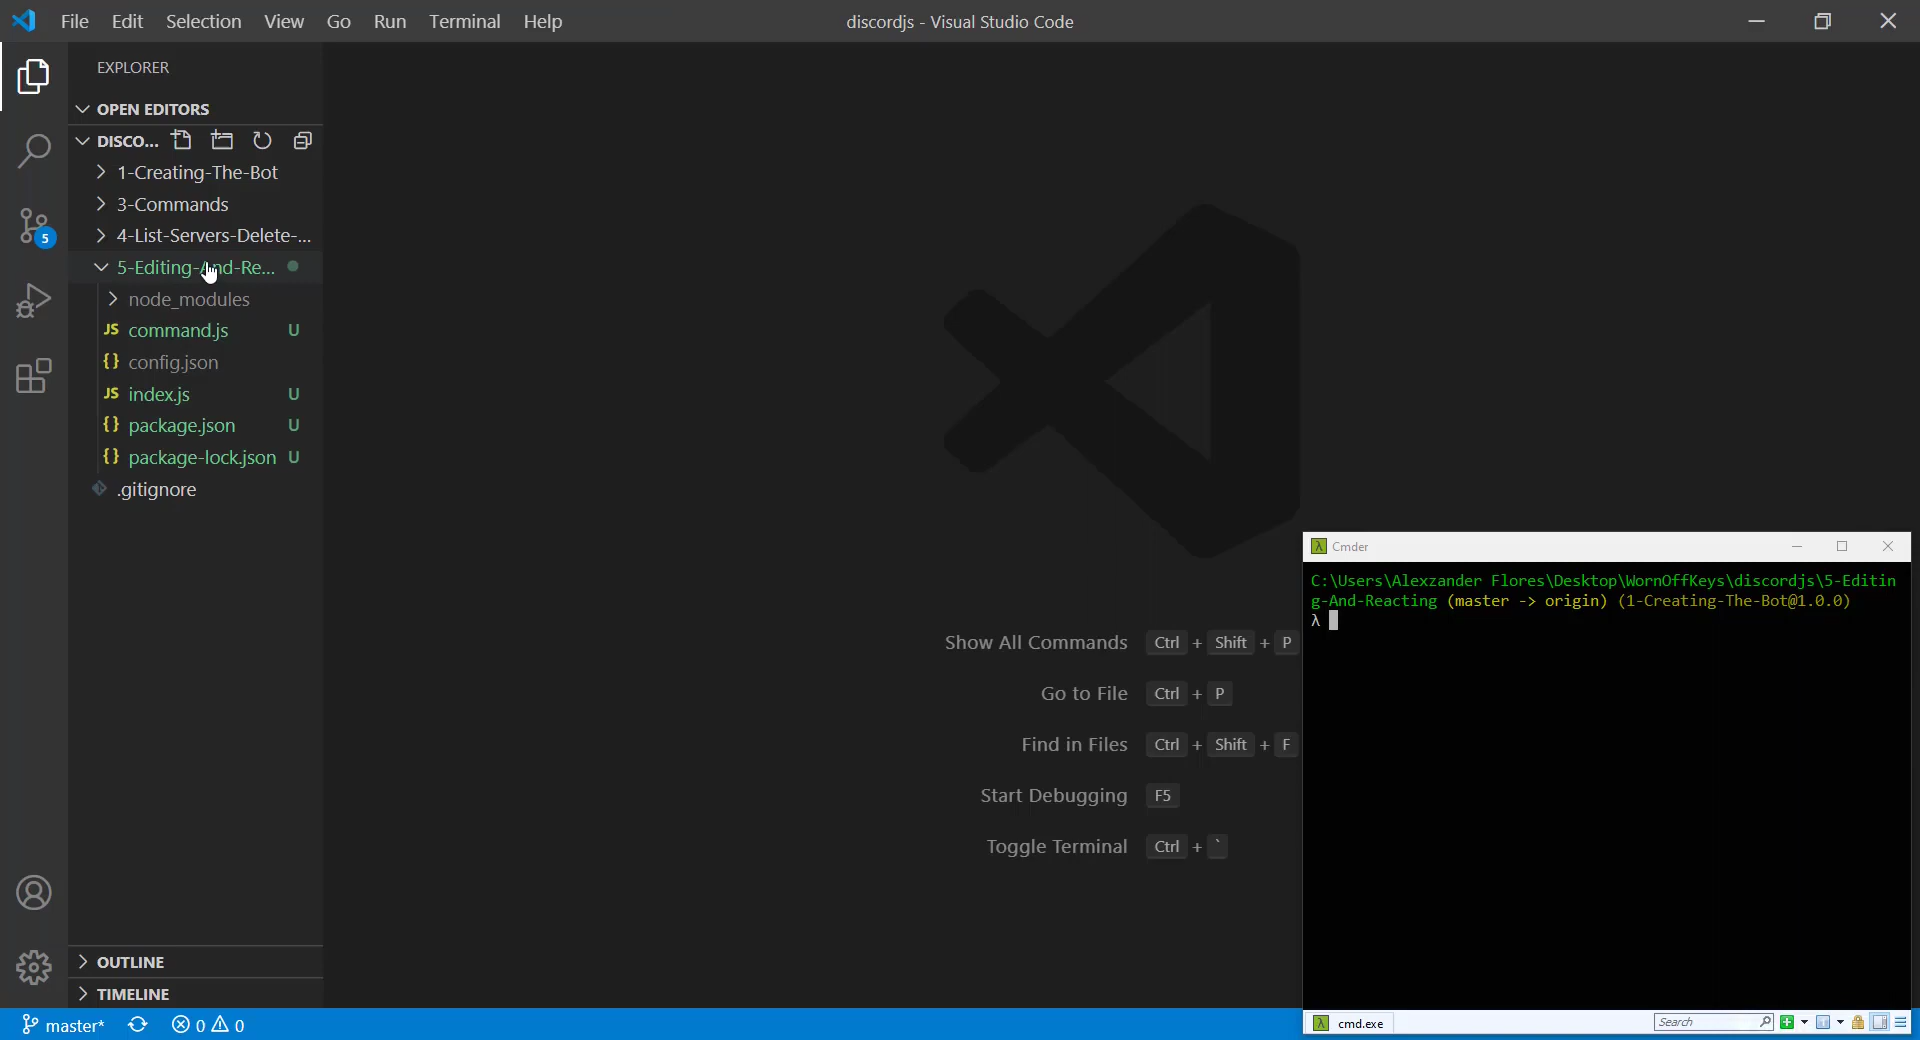 File Edit Selection View Go Run Terminal Help
discordjs - Visual Studio Code
EXPLORER
OPEN EDITORS
DISCO...
1-Creating-The-Bot
3-Commands
4-List-Servers-Delete-...
5-Editing-And-Re...
node_modules
JS command.js U
{} config.json
JS index.js U
{} package.json U
{} package-lock.json U
.gitignore
5
OUTLINE
TIMELINE
master* 0 0
Show All Commands Ctrl + Shift + P
Go to File Ctrl + P
Find in Files Ctrl + Shift + F
Start Debugging F5
Toggle Terminal Ctrl + `
λ Cmder
C:\Users\Alexzander Flores\Desktop\WornOffKeys\discordjs\5-Editin
g-And-Reacting (master -> origin) (1-Creating-The-Bot@1.0.0)
λ
λ cmd.exe
Search